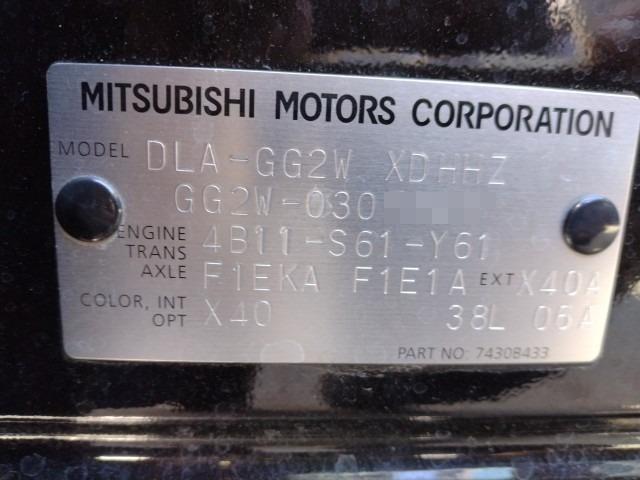 MITSUBISHI MOTORS CORPORATION
MODEL DLA-GG2W XDHHZ
GG2W-030
ENGINE 4B11-S61-Y61
TRANS
AXLE F1EKA F1E1A EXT X40A
COLOR, INT X40 38L 06A
OPT
PART NO: 7430B433